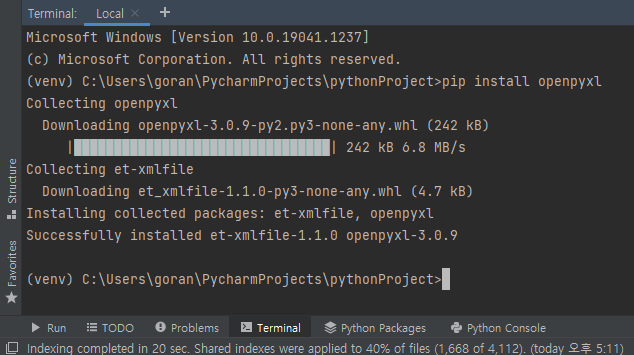 Terminal: Local × +
Microsoft Windows [Version 10.0.19041.1237]
(c) Microsoft Corporation. All rights reserved.
(venv) C:\Users\goran\PycharmProjects\pythonProject>pip install openpyxl
Collecting openpyxl
  Downloading openpyxl-3.0.9-py2.py3-none-any.whl (242 kB)
     |████████████████████████████████| 242 kB 6.8 MB/s
Collecting et-xmlfile
  Downloading et_xmlfile-1.1.0-py3-none-any.whl (4.7 kB)
Installing collected packages: et-xmlfile, openpyxl
Successfully installed et-xmlfile-1.1.0 openpyxl-3.0.9
(venv) C:\Users\goran\PycharmProjects\pythonProject>
Structure
Favorites
Run TODO Problems Terminal Python Packages Python Console
Indexing completed in 20 sec. Shared indexes were applied to 40% of files (1,668 of 4,112). (today 오후 5:11)